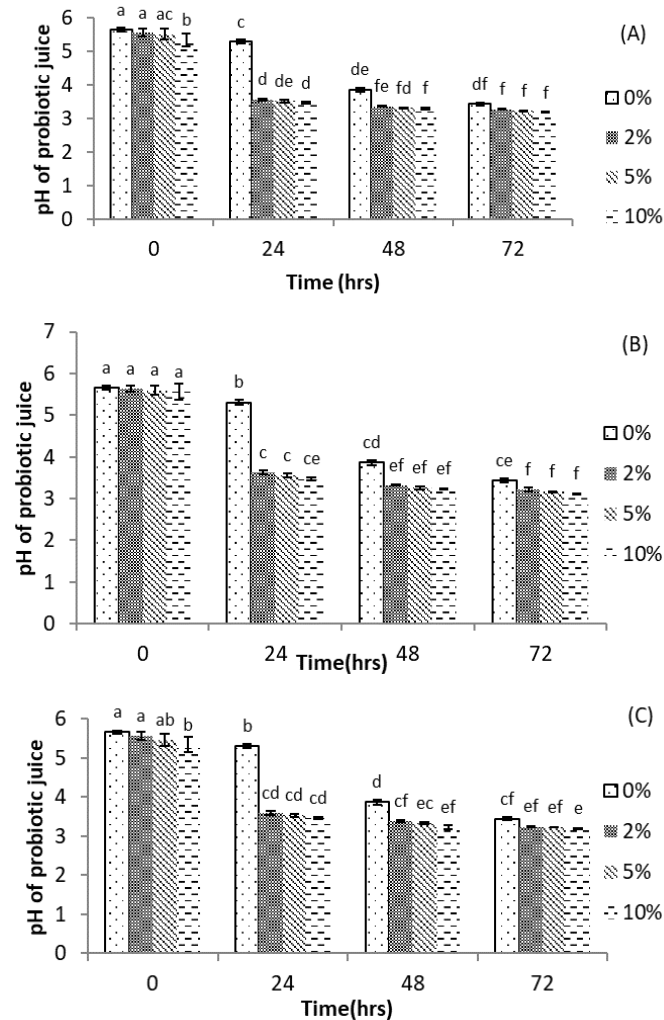 (A)
pH of probiotic juice
6
5
4
3
2
1
0
a a ac b
c d de d
de fe fd f
df f f f
0 24 48 72
Time (hrs)
0%
2%
5%
10%
(B)
pH of probiotic juice
7
6
5
4
3
2
1
0
a a a a
b c c ce
cd ef ef ef
ce f f f
0 24 48 72
Time(hrs)
0%
2%
5%
10%
(C)
pH of probiotic juice
6
5
4
3
2
1
0
a a ab b
b cd cd cd
d cf ec ef
cf ef ef e
0 24 48 72
Time(hrs)
0%
2%
5%
10%